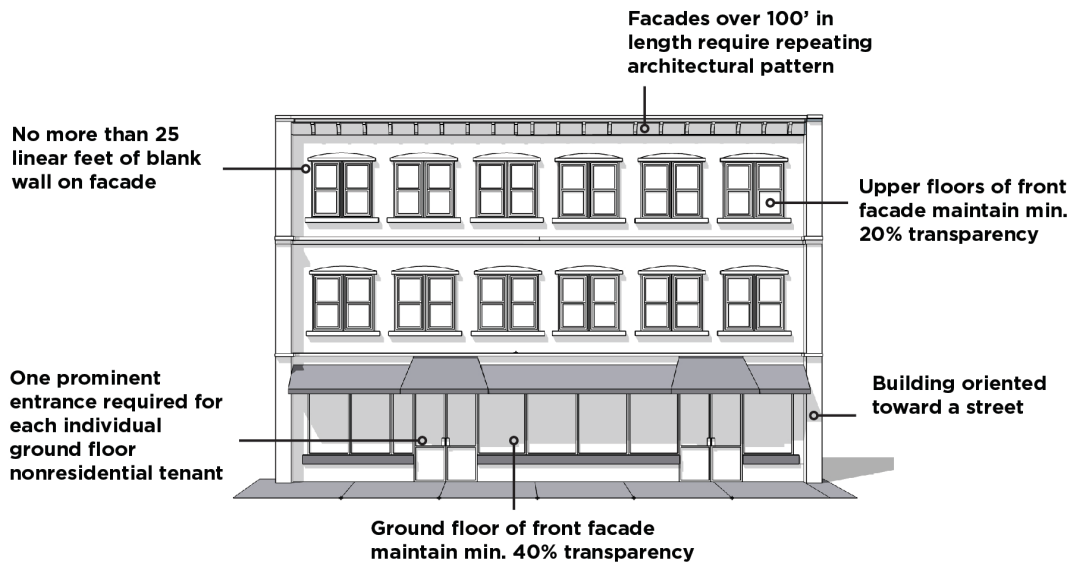 Facades over 100’ in
length require repeating
architectural pattern
No more than 25
linear feet of blank
wall on facade
Upper floors of front
facade maintain min.
20% transparency
One prominent
entrance required for
each individual
ground floor
nonresidential tenant
Building oriented
toward a street
Ground floor of front facade
maintain min. 40% transparency